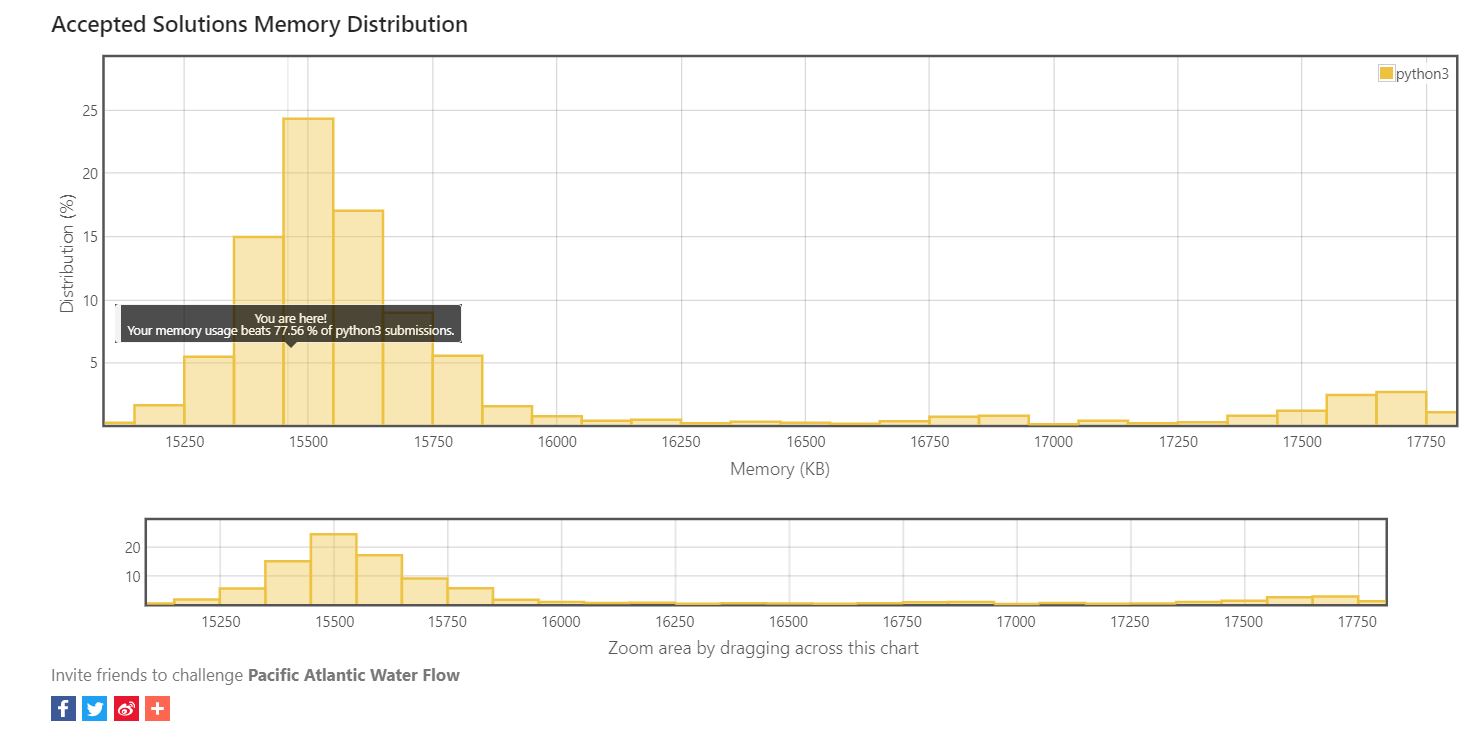 Accepted Solutions Memory Distribution
python3
25
20
15
10
5
Distribution (%)
You are here!
Your memory usage beats 77.56 % of python3 submissions.
15250 15500 15750 16000 16250 16500 16750 17000 17250 17500 17750
Memory (KB)
20
10
15250 15500 15750 16000 16250 16500 16750 17000 17250 17500 17750
Zoom area by dragging across this chart
Invite friends to challenge Pacific Atlantic Water Flow